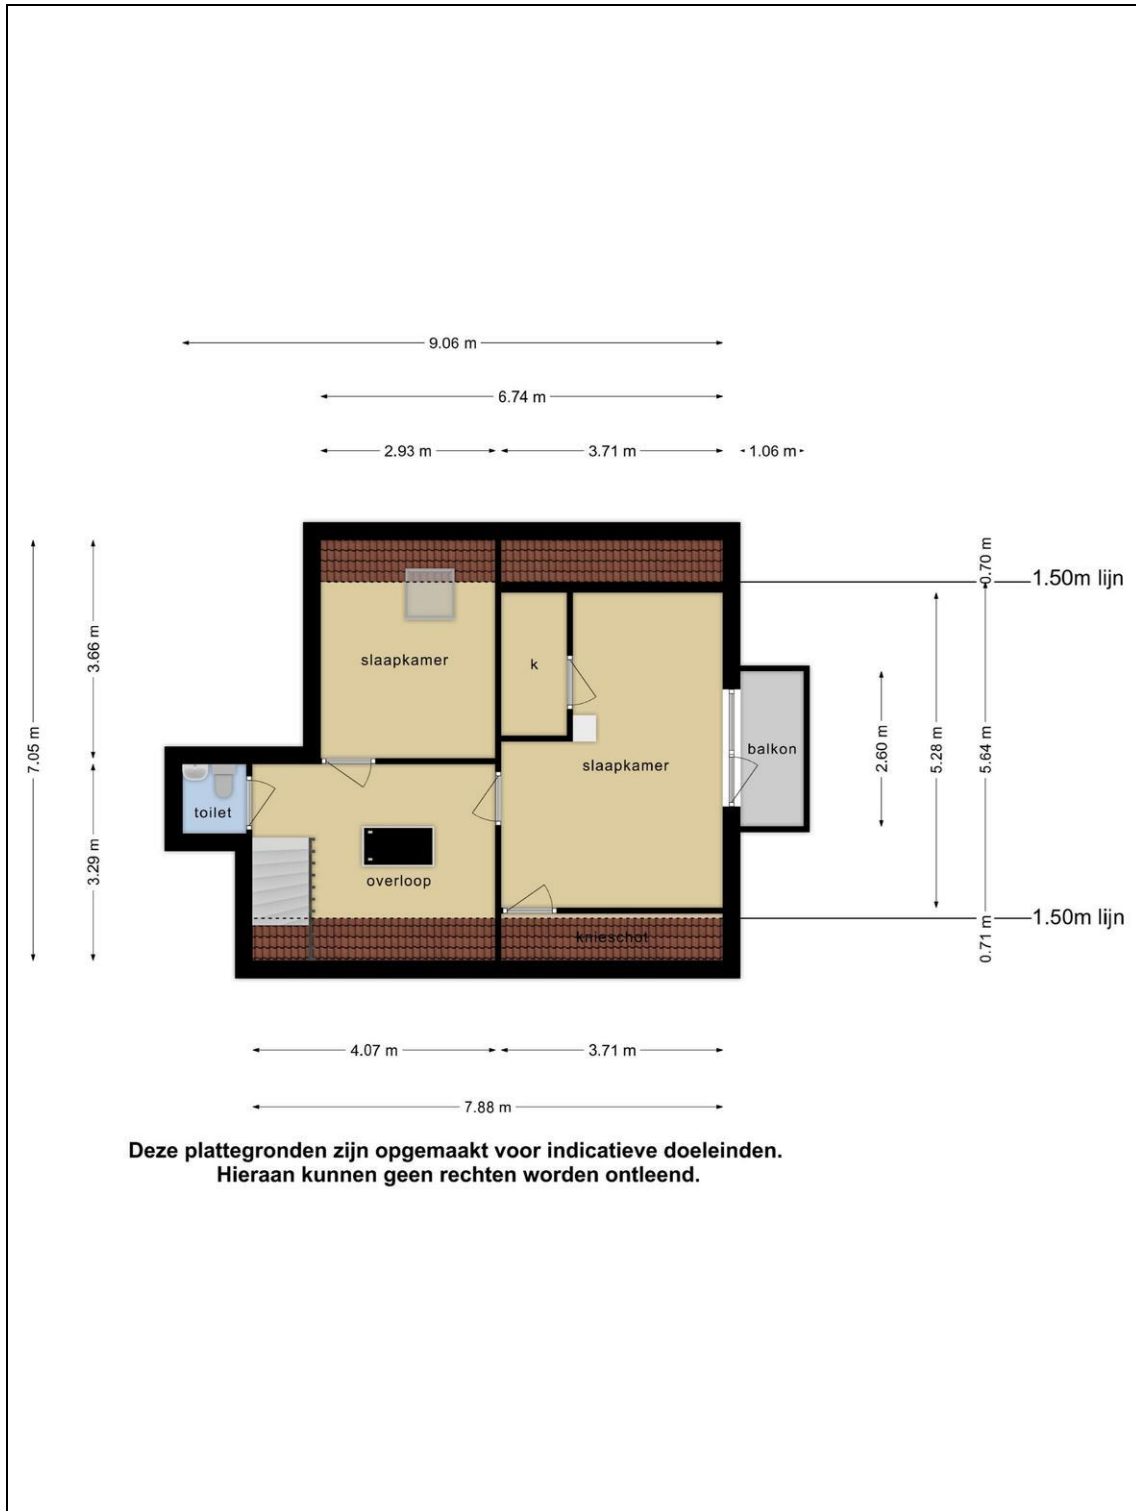 9.06 m
6.74 m
2.93 m
3.71 m
1.06 m
0.70 m
1.50m lijn
3.66 m
slaapkamer
k
7.05 m
2.60 m
5.28 m
5.64 m
balkon
slaapkamer
toilet
3.29 m
overloop
1.50m lijn
knieschot
0.71 m
4.07 m
3.71 m
7.88 m
Deze plattegronden zijn opgemaakt voor indicatieve doeleinden.
Hieraan kunnen geen rechten worden ontleend.